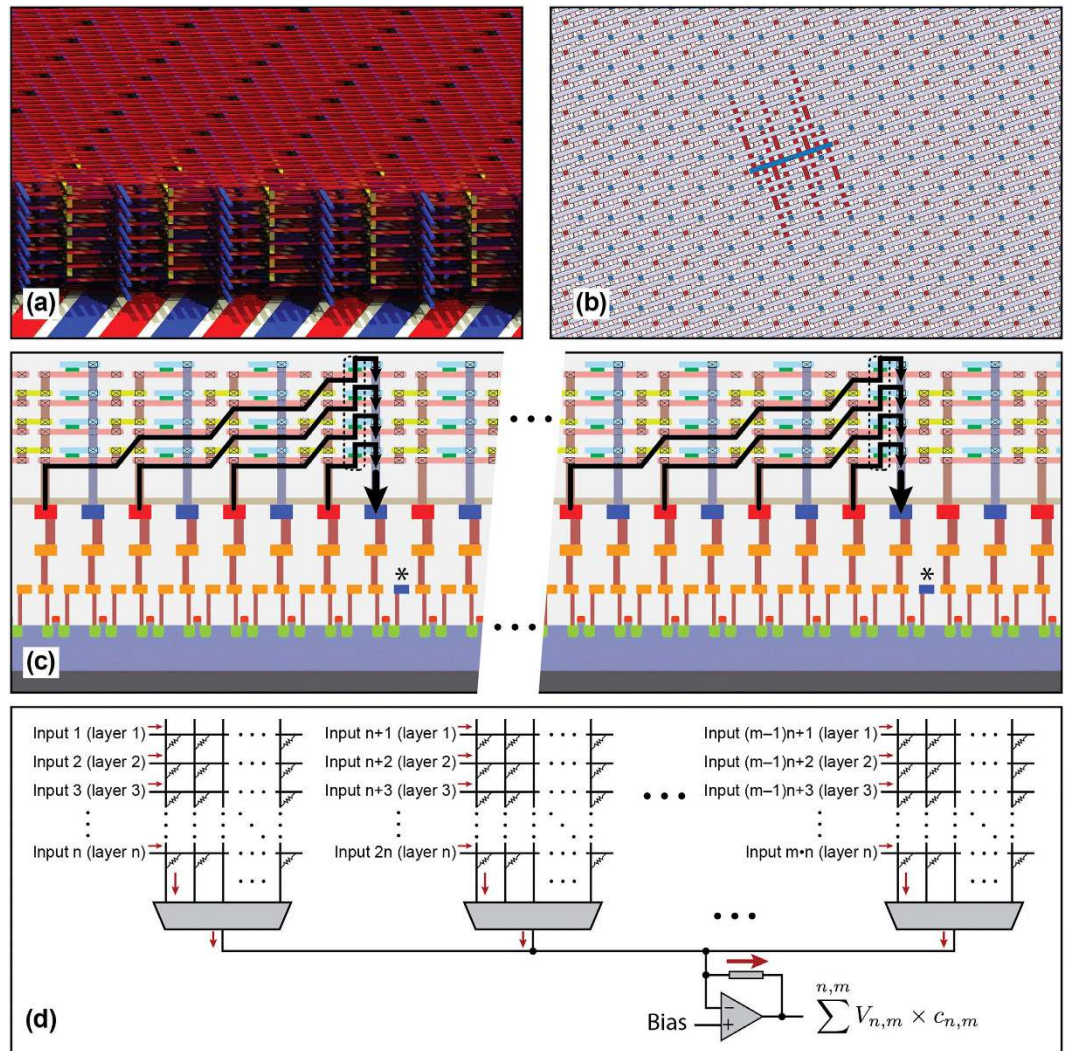 (a)
(b)
• • •
*
*
• • •
(c)
Input 1 (layer 1)
Input 2 (layer 2)
Input 3 (layer 3)
Input n (layer n)
Input n+1 (layer 1)
Input n+2 (layer 2)
Input n+3 (layer 3)
Input 2n (layer n)
Input (m–1)n+1 (layer 1)
Input (m–1)n+2 (layer 2)
Input (m–1)n+3 (layer 3)
Input m•n (layer n)
(d)
Bias
−
+
n,m
∑ Vn,m × cn,m